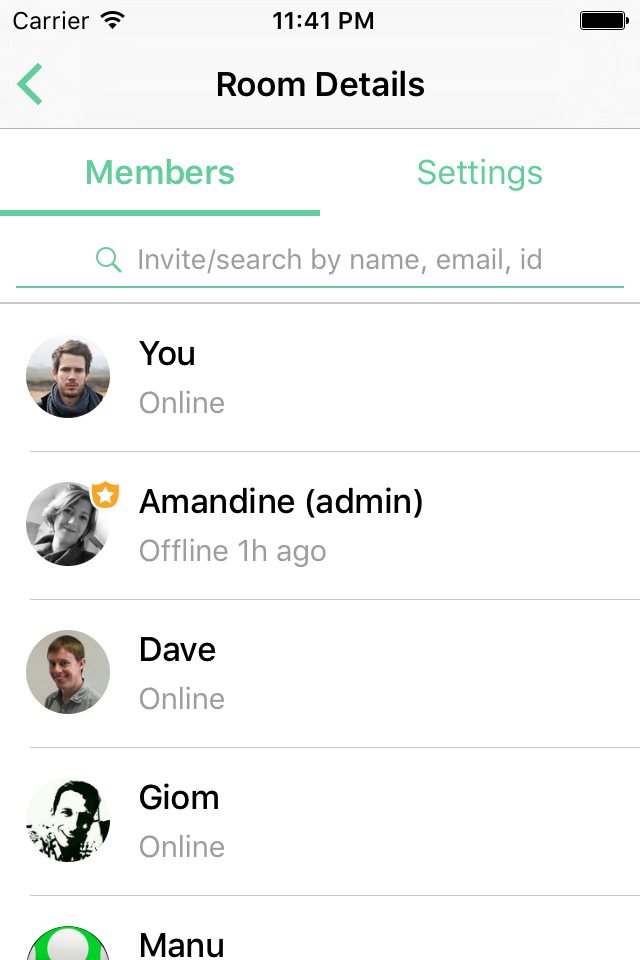 Carrier 11:41 PM
Room Details
Members Settings
Invite/search by name, email, id
You
Online
Amandine (admin)
Offline 1h ago
Dave
Online
Giom
Online
Manu